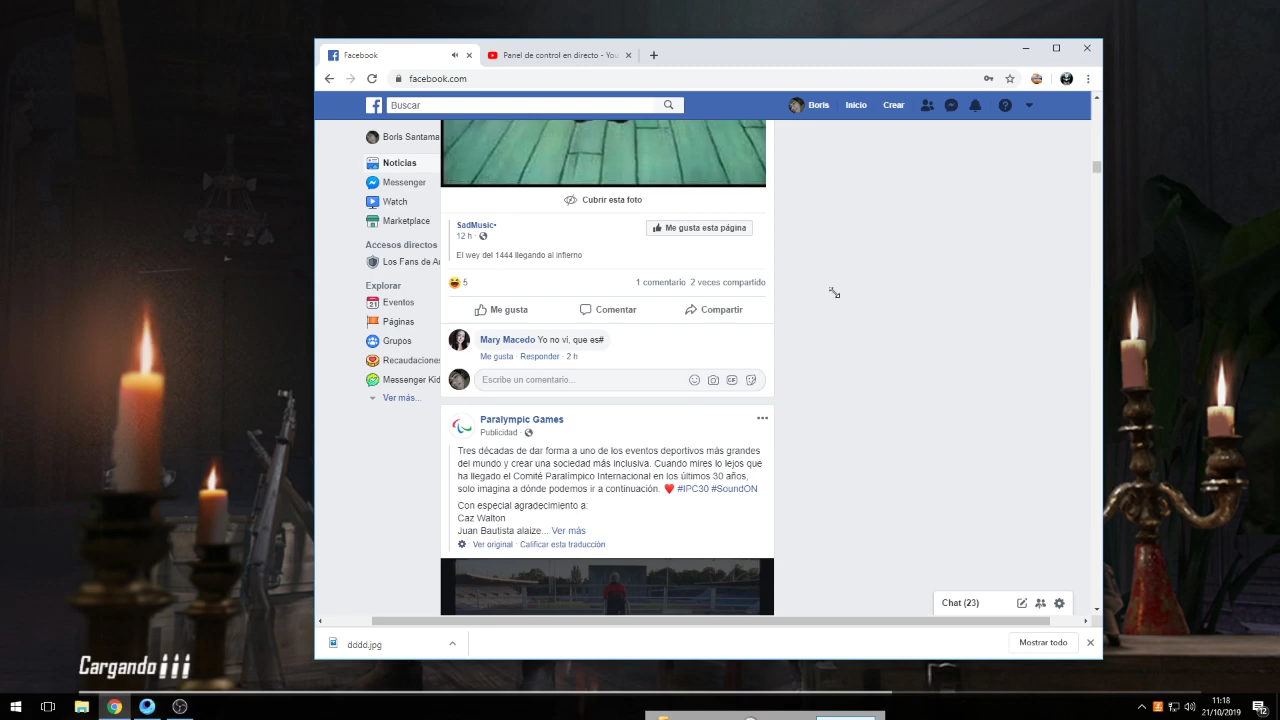 Facebook
Panel de control en directo - You
facebook.com
Buscar
Boris
Inicio
Crear
Boris Santama
Noticias
Messenger
Watch
Marketplace
Accesos directos
Los Fans de Au
Explorar
Eventos
Páginas
Grupos
Recaudaciones
Messenger Kid
Ver más...
Cubrir esta foto
SadMusic•
12 h ·
Me gusta esta página
El wey del 1444 llegando al infierno
5
1 comentario 2 veces compartido
Me gusta
Comentar
Compartir
Mary Macedo Yo no vi, que es#
Me gusta · Responder · 2 h
Escribe un comentario...
GIF
Paralympic Games
Publicidad ·
Tres décadas de dar forma a uno de los eventos deportivos más grandes
del mundo y crear una sociedad más inclusiva. Cuando mires lo lejos que
ha llegado el Comité Paralímpico Internacional en los últimos 30 años,
solo imagina a dónde podemos ir a continuación. ❤️ #IPC30 #SoundON
Con especial agradecimiento a:
Caz Walton
Juan Bautista alaize... Ver más
Ver original · Calificar esta traducción
Chat (23)
dddd.jpg
Mostrar todo
Cargando¡¡¡
11:18
21/10/2019
12